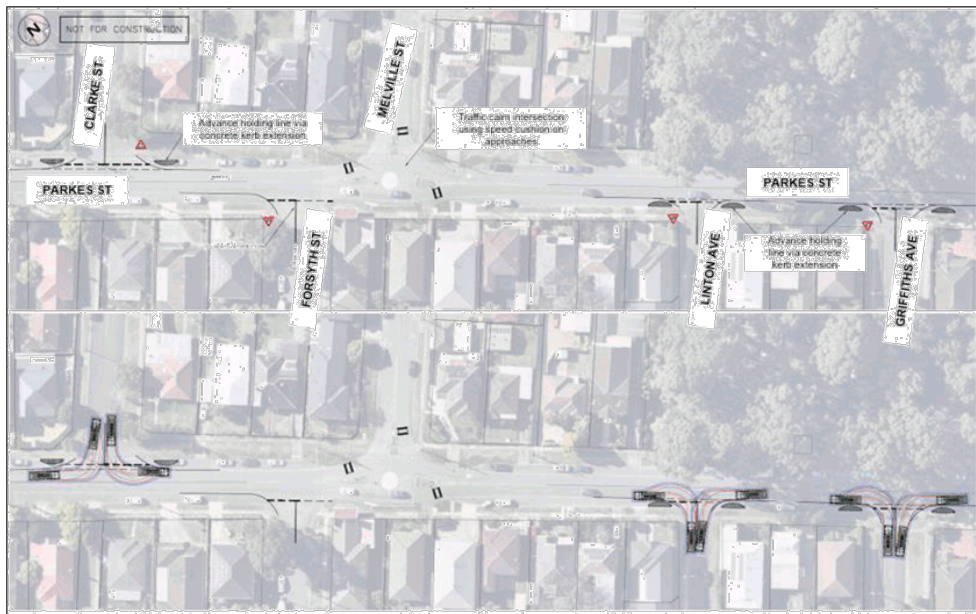 N
NOT FOR CONSTRUCTION
CLARKE ST
MELVILLE ST
Advance holding line via
concrete kerb extension
Traffic calm intersection
using speed cushion on
approaches.
PARKES ST
PARKES ST
FORSYTH ST
LINTON AVE
Advance holding
line via concrete
kerb extension
GRIFFITHS AVE